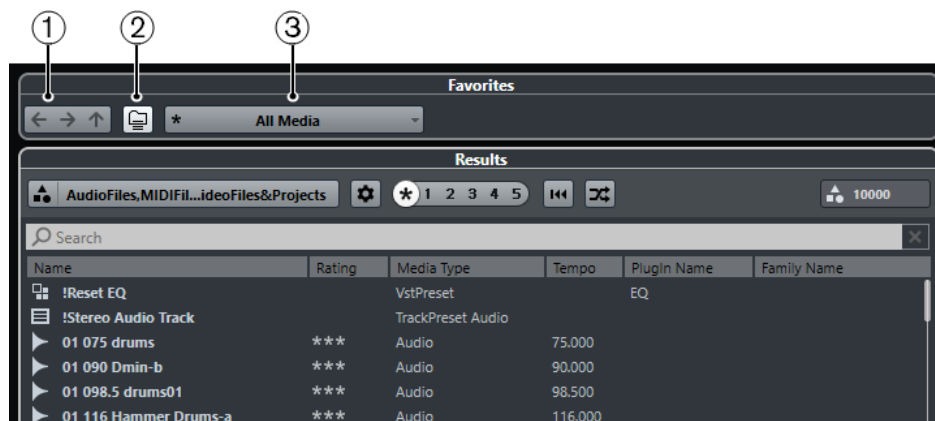 1 2 3
Favorites
* All Media
Results
AudioFiles,MIDIFil...ideoFiles&Projects * 1 2 3 4 5 10000
Search
Name Rating Media Type Tempo PlugIn Name Family Name
!Reset EQ VstPreset EQ
!Stereo Audio Track TrackPreset Audio
01 075 drums *** Audio 75.000
01 090 Dmin-b *** Audio 90.000
01 098.5 drums01 *** Audio 98.500
01 116 Hammer Drums-a *** Audio 116.000